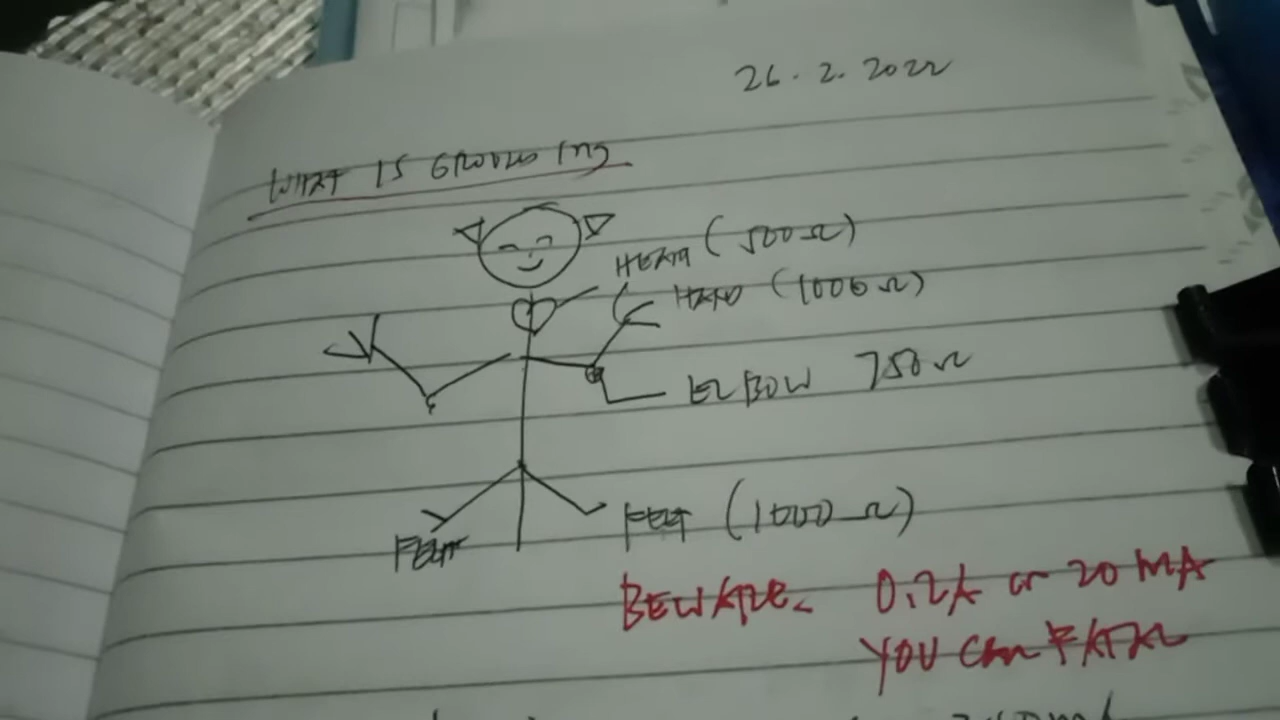 26.2.2022
WHAT IS GROUNDING
HEART (500Ω)
HAND (1000Ω)
ELBOW 750Ω
FEET (1000Ω)
FEET
BEWARE. 0.2A or 20 MA
YOU can FATAL